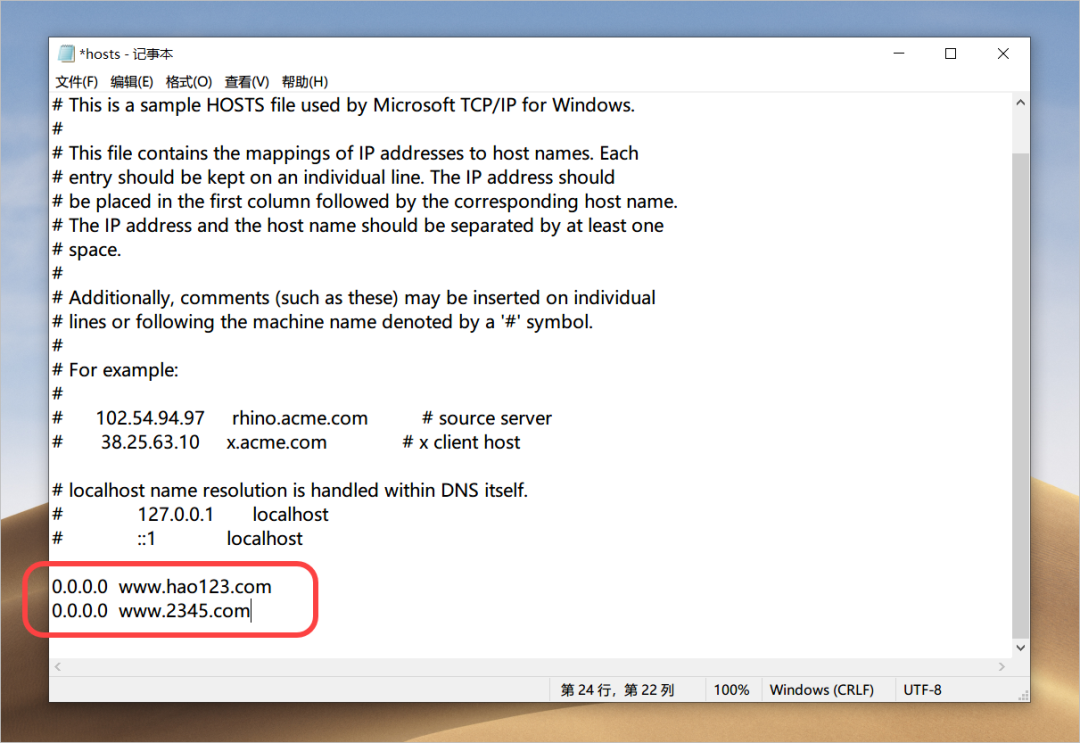 *hosts - 记事本
文件(F) 编辑(E) 格式(O) 查看(V) 帮助(H)
# This is a sample HOSTS file used by Microsoft TCP/IP for Windows.
#
# This file contains the mappings of IP addresses to host names. Each
# entry should be kept on an individual line. The IP address should
# be placed in the first column followed by the corresponding host name.
# The IP address and the host name should be separated by at least one
# space.
#
# Additionally, comments (such as these) may be inserted on individual
# lines or following the machine name denoted by a '#' symbol.
#
# For example:
#
# 102.54.94.97 rhino.acme.com # source server
# 38.25.63.10 x.acme.com # x client host
# localhost name resolution is handled within DNS itself.
# 127.0.0.1 localhost
# ::1 localhost
0.0.0.0 www.hao123.com
0.0.0.0 www.2345.com
第 24 行，第 22 列 100% Windows (CRLF) UTF-8